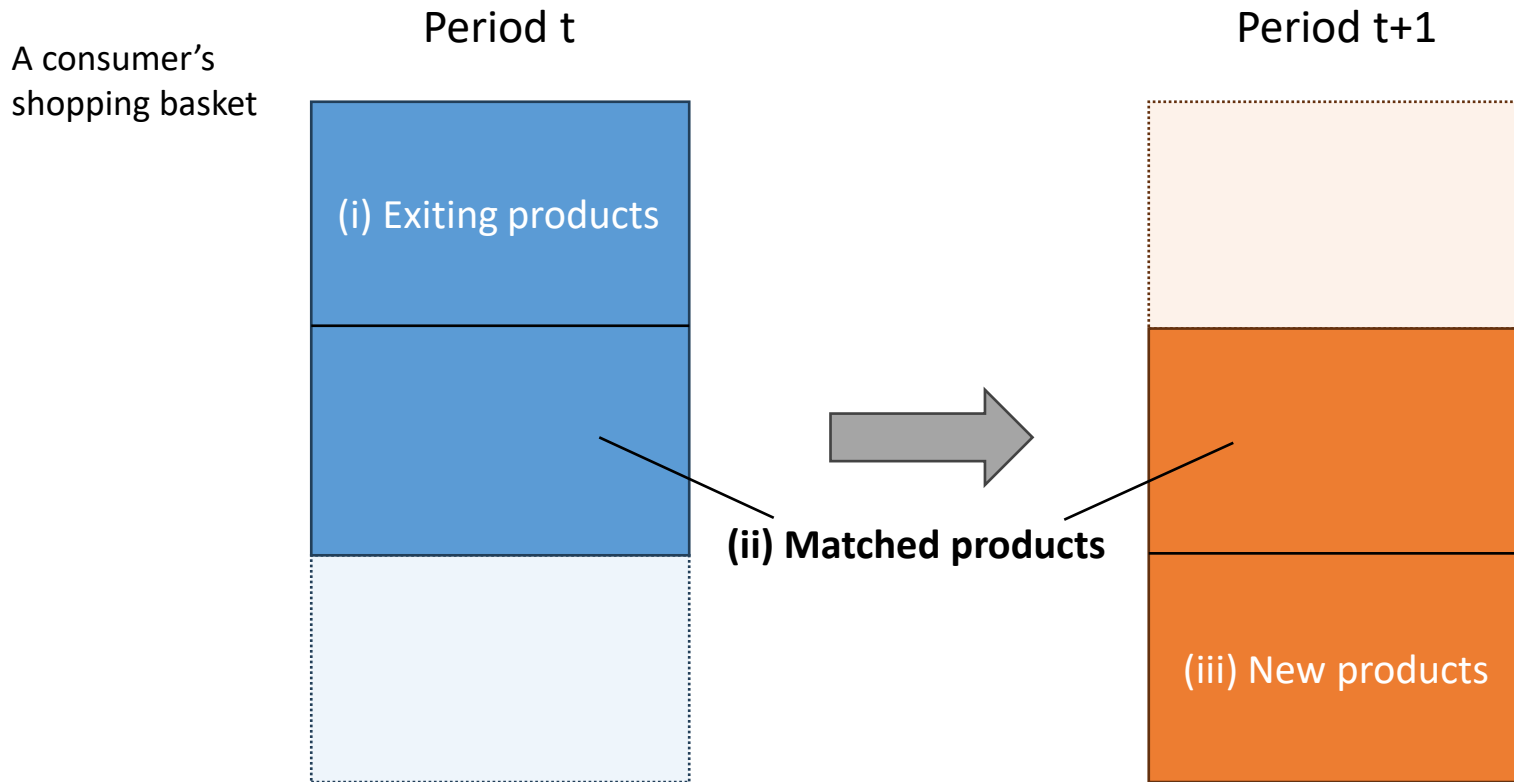 Period t
Period t+1
A consumer’s
shopping basket
(i) Exiting products
(ii) Matched products
(iii) New products